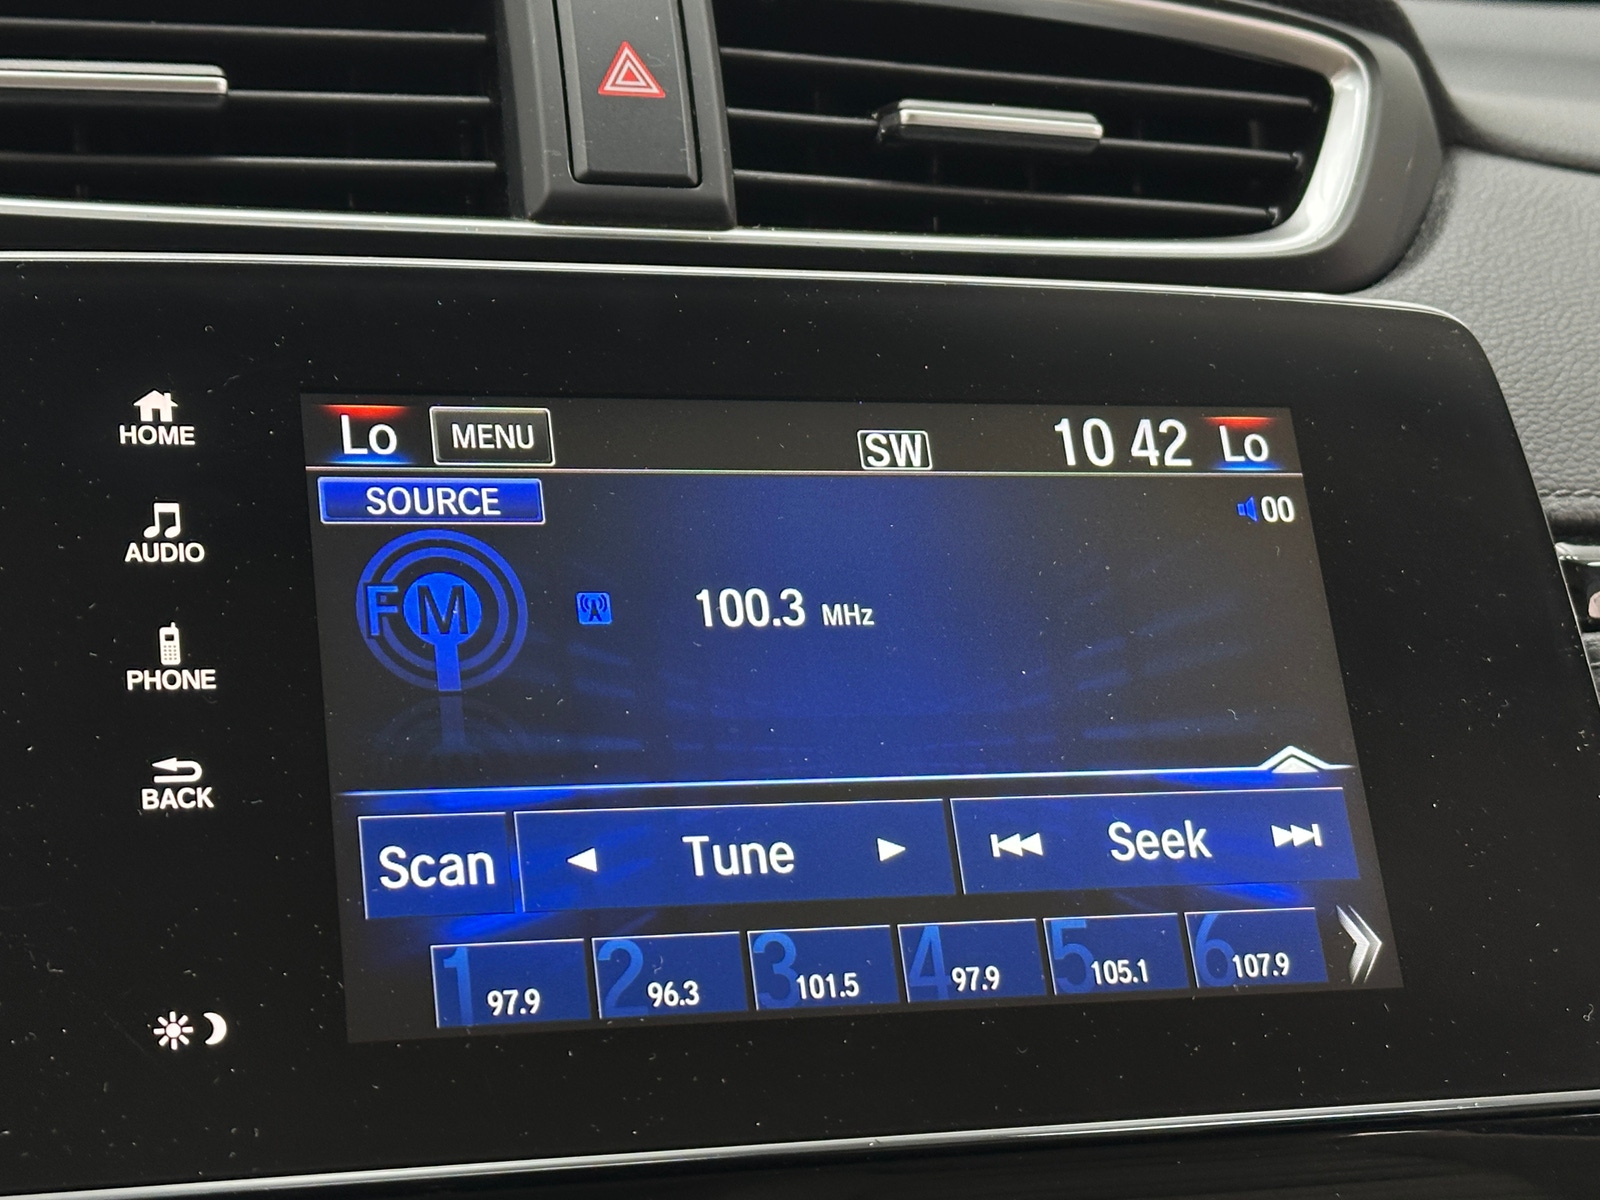 HOME
AUDIO
PHONE
BACK
Lo MENU SW 10 42 Lo
SOURCE 00
FM 100.3 MHz
Scan Tune Seek
1 97.9 2 96.3 3 101.5 4 97.9 5 105.1 6 107.9